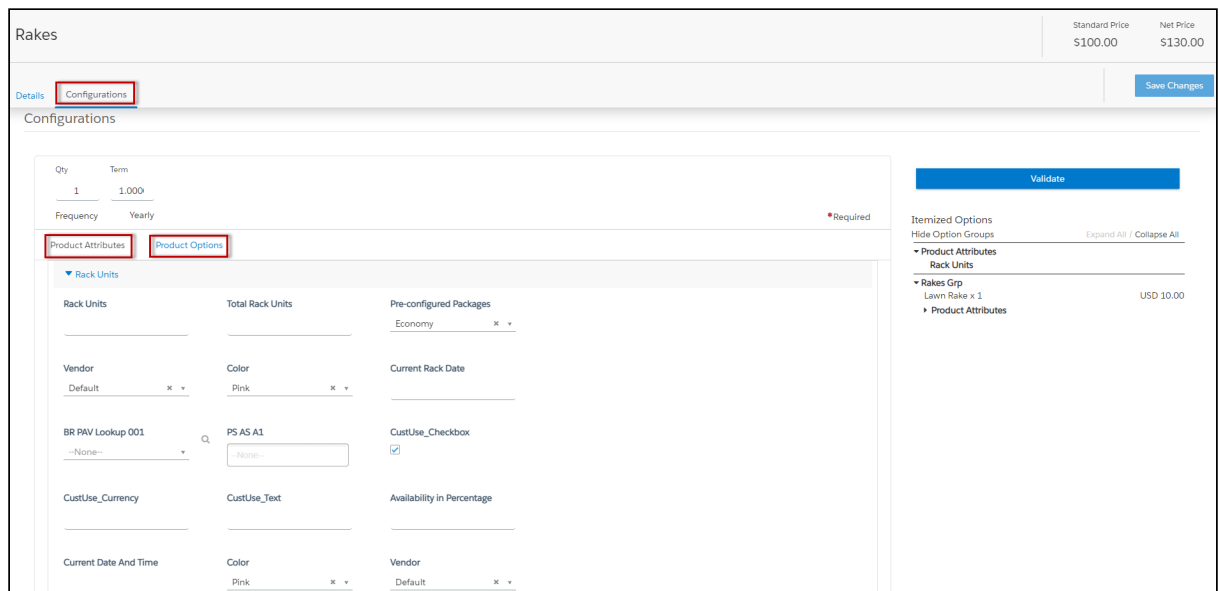 Rakes
Standard Price Net Price
$100.00 $130.00
Details Configurations
Save Changes
Configurations
Qty Term
1 1.000
Frequency Yearly
*Required
Product Attributes Product Options
Rack Units
Rack Units Total Rack Units Pre-configured Packages
Economy
Vendor Color Current Rack Date
Default Pink
BR PAV Lookup 001 PS AS A1 CustUse_Checkbox
--None-- --None--
CustUse_Currency CustUse_Text Availability in Percentage
Current Date And Time Color Vendor
Pink Default
Validate
Itemized Options
Hide Option Groups Expand All / Collapse All
Product Attributes
Rack Units
Rakes Grp
Lawn Rake x 1 USD 10.00
Product Attributes